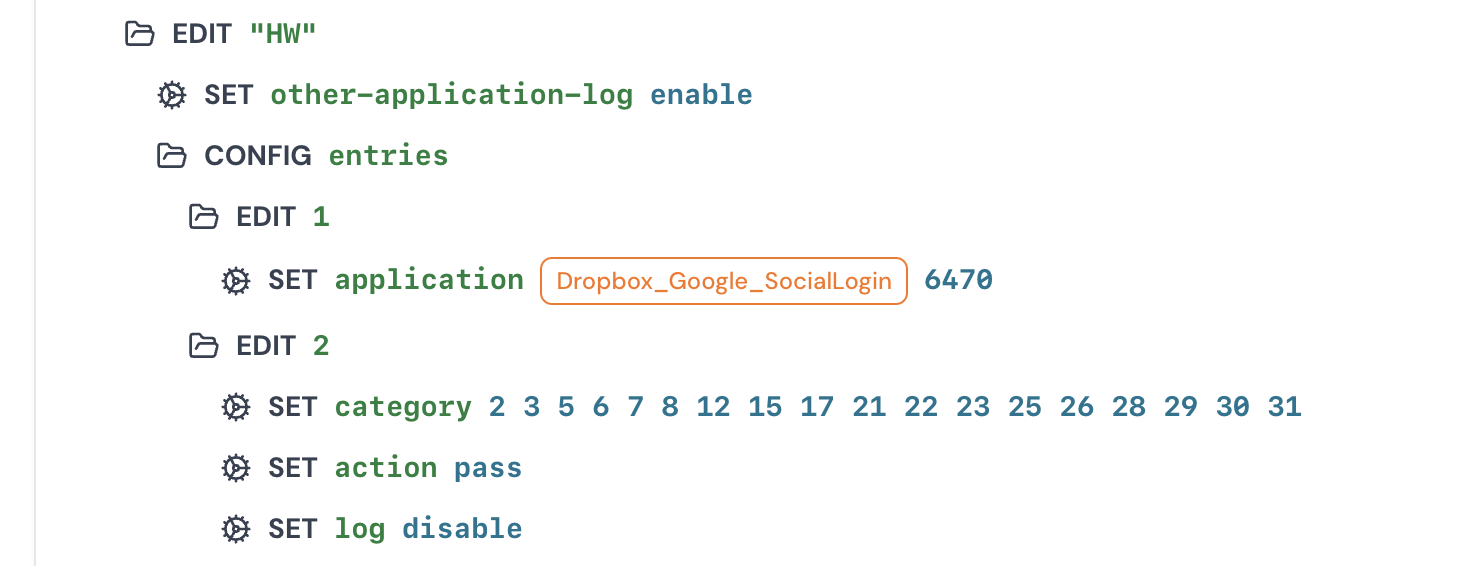 EDIT "HW"
SET other-application-log enable
CONFIG entries
EDIT 1
SET application Dropbox_Google_SocialLogin 6470
EDIT 2
SET category 2 3 5 6 7 8 12 15 17 21 22 23 25 26 28 29 30 31
SET action pass
SET log disable